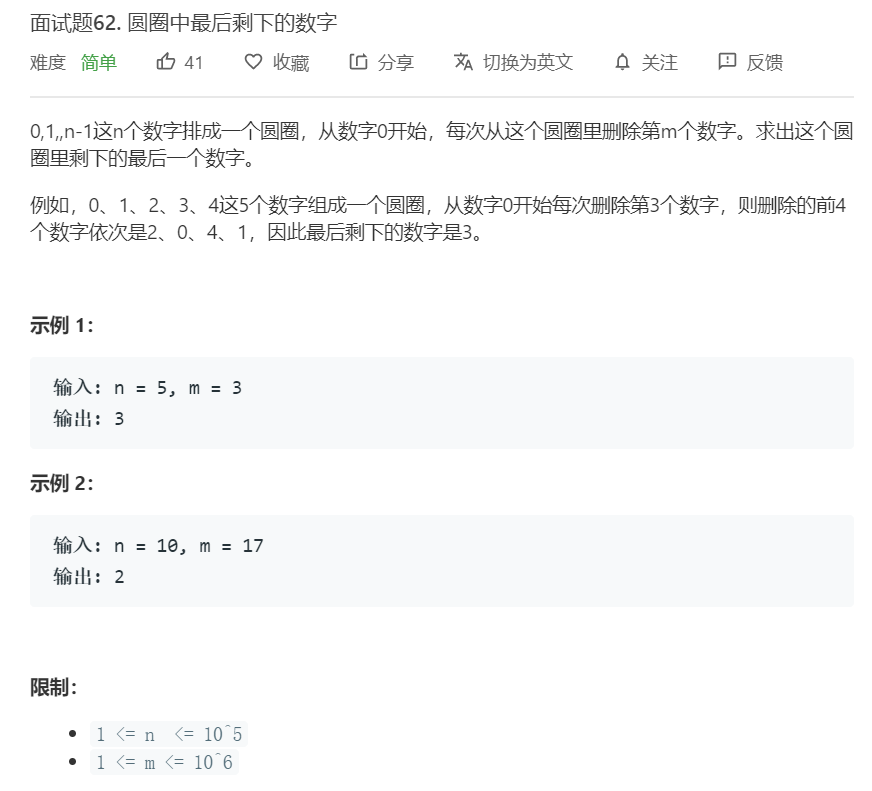 面试题62. 圆圈中最后剩下的数字
难度 简单 41 收藏 分享 切换为英文 关注 反馈
0,1,,n-1这n个数字排成一个圆圈，从数字0开始，每次从这个圆圈里删除第m个数字。求出这个圆
圈里剩下的最后一个数字。
例如，0、1、2、3、4这5个数字组成一个圆圈，从数字0开始每次删除第3个数字，则删除的前4
个数字依次是2、0、4、1，因此最后剩下的数字是3。
示例 1：
输入: n = 5, m = 3
输出: 3
示例 2：
输入: n = 10, m = 17
输出: 2
限制：
1 <= n <= 10^5
1 <= m <= 10^6